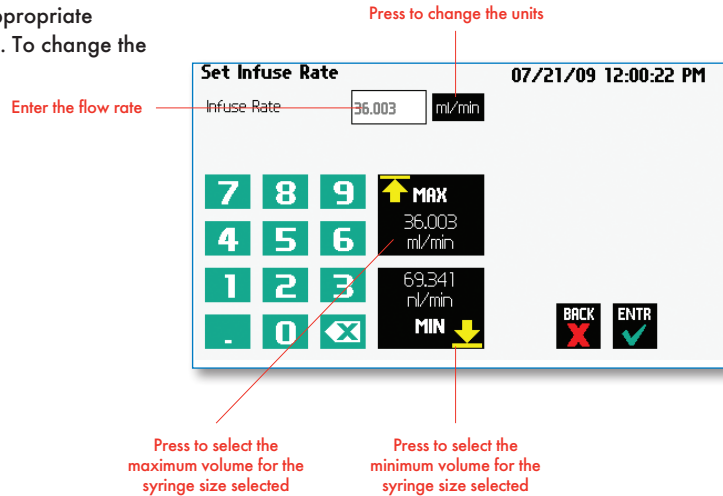 ppropriate
. To change the
Press to change the units
Set Infuse Rate 07/21/09 12:00:22 PM
Enter the flow rate
Infuse Rate 36.003 ml/min
7 8 9
MAX
36.003
ml/min
4 5 6
1 2 3
69.341
nl/min
MIN
. 0 X
BACK ENTR
Press to select the
maximum volume for the
syringe size selected
Press to select the
minimum volume for the
syringe size selected